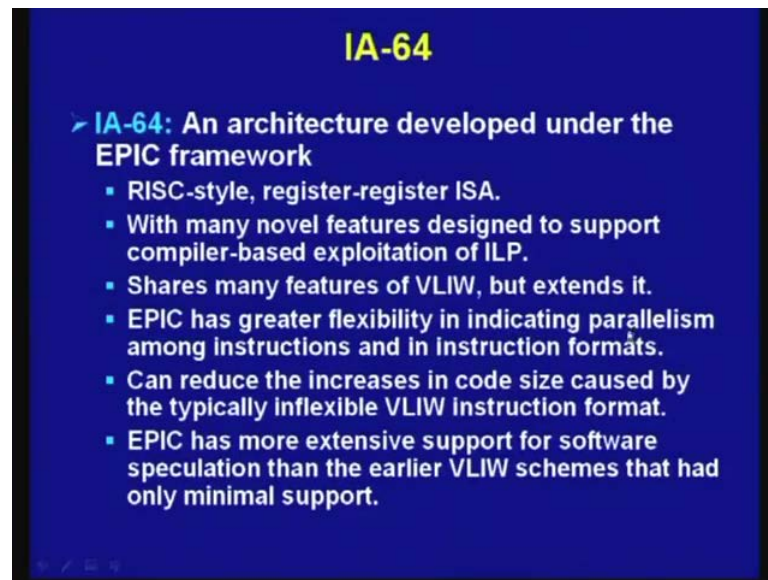 IA-64
➢ IA-64: An architecture developed under the
EPIC framework
▪ RISC-style, register-register ISA.
▪ With many novel features designed to support
compiler-based exploitation of ILP.
▪ Shares many features of VLIW, but extends it.
▪ EPIC has greater flexibility in indicating parallelism
among instructions and in instruction formats.
▪ Can reduce the increases in code size caused by
the typically inflexible VLIW instruction format.
▪ EPIC has more extensive support for software
speculation than the earlier VLIW schemes that had
only minimal support.